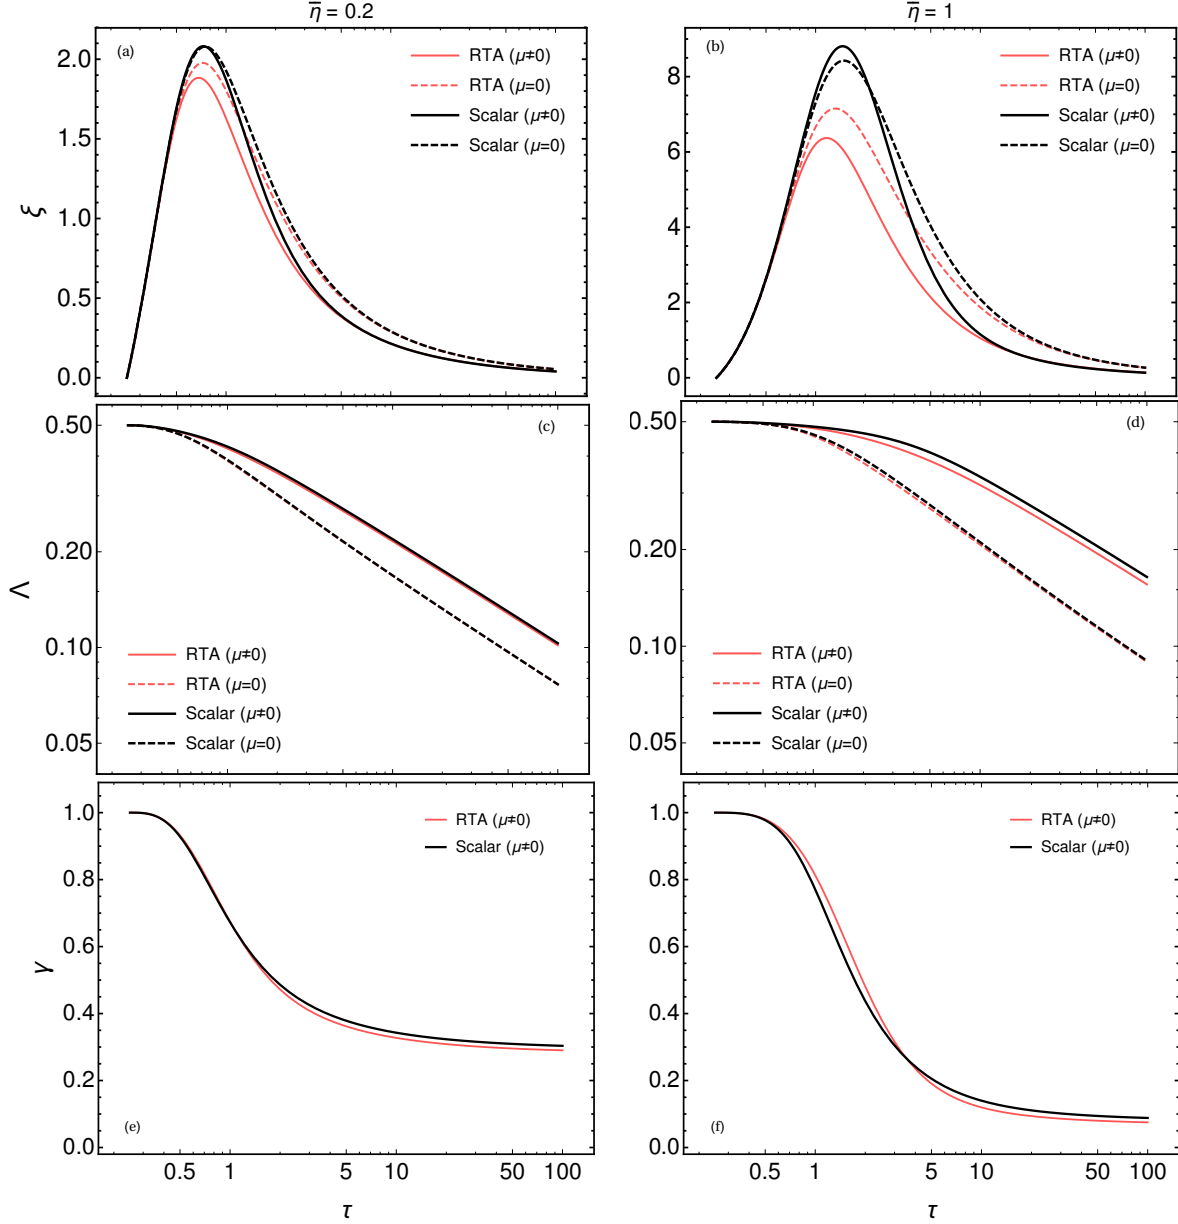 η̅ = 0.2
η̅ = 1
(a)
RTA (μ≠0)
RTA (μ=0)
Scalar (μ≠0)
Scalar (μ=0)
2.0
1.5
1.0
0.5
0.0
ξ
(b)
RTA (μ≠0)
RTA (μ=0)
Scalar (μ≠0)
Scalar (μ=0)
8
6
4
2
0
(c)
0.50
0.20
0.10
0.05
Λ
RTA (μ≠0)
RTA (μ=0)
Scalar (μ≠0)
Scalar (μ=0)
(d)
0.50
0.20
0.10
0.05
RTA (μ≠0)
RTA (μ=0)
Scalar (μ≠0)
Scalar (μ=0)
1.0
0.8
0.6
0.4
0.2
0.0
γ
RTA (μ≠0)
Scalar (μ≠0)
(e)
0.5 1 5 10 50 100
τ
1.0
0.8
0.6
0.4
0.2
0.0
RTA (μ≠0)
Scalar (μ≠0)
(f)
0.5 1 5 10 50 100
τ